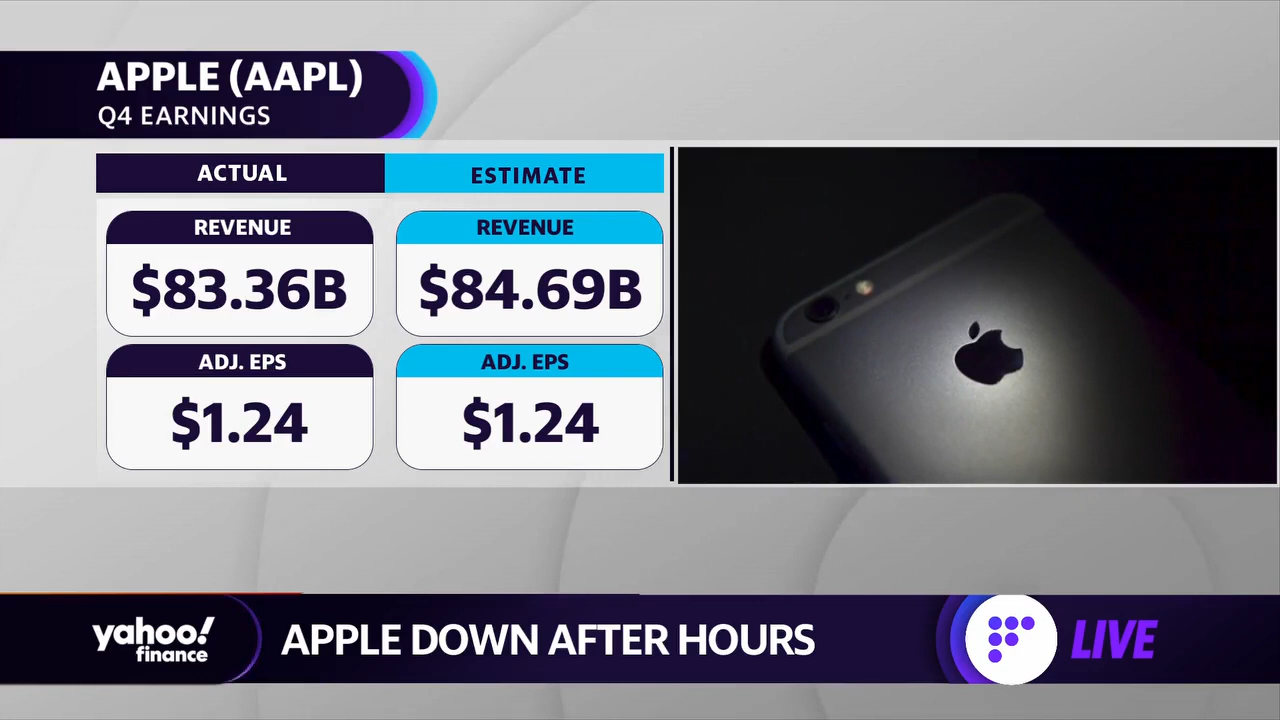 APPLE (AAPL)
Q4 EARNINGS
ACTUAL
ESTIMATE
REVENUE
$83.36B
REVENUE
$84.69B
ADJ. EPS
$1.24
ADJ. EPS
$1.24
yahoo!
finance
APPLE DOWN AFTER HOURS
LIVE